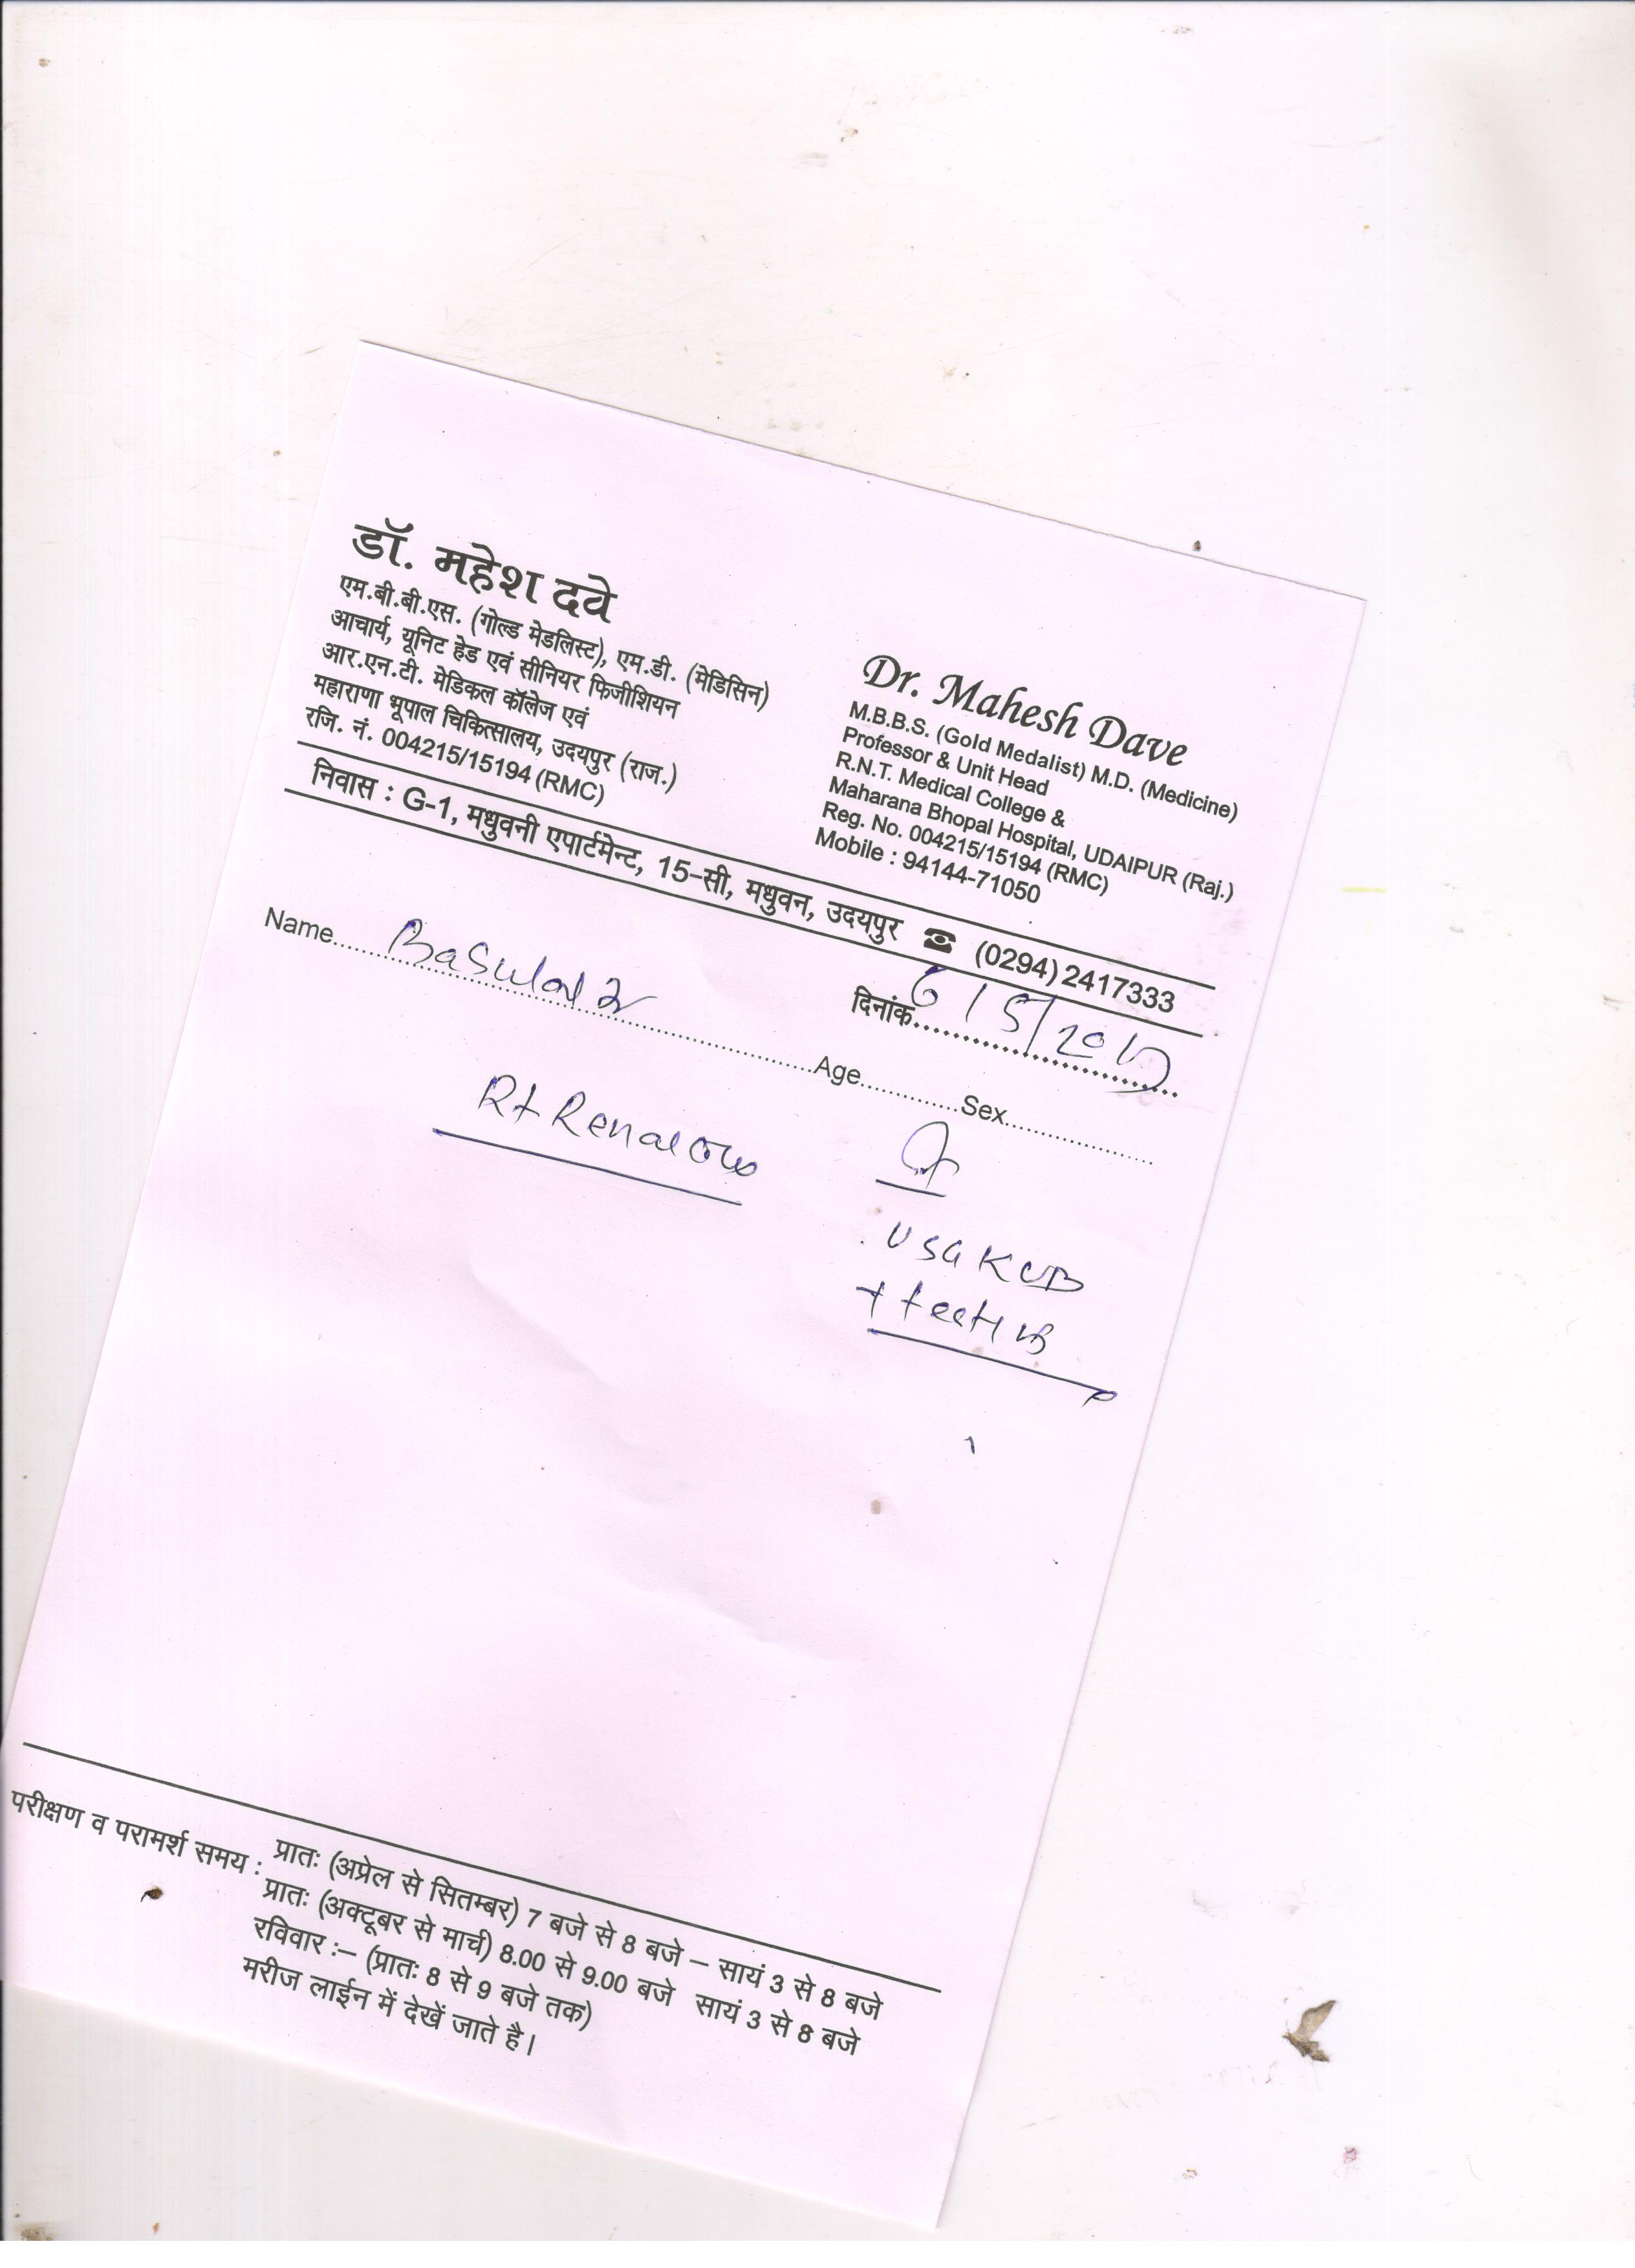 डॉ. महेश दवे
एम.बी.बी.एस. (गोल्ड मेडलिस्ट), एम.डी. (मेडिसिन)
आचार्य, यूनिट हेड एवं सीनियर फिजीशियन
आर.एन.टी. मेडिकल कॉलेज एवं
महाराणा भूपाल चिकित्सालय, उदयपुर (राज.)
रजि. नं. 004215/15194 (RMC)
Dr. Mahesh Dave
M.B.B.S. (Gold Medalist) M.D. (Medicine)
Professor & Unit Head
R.N.T. Medical College &
Maharana Bhopal Hospital, UDAIPUR (Raj.)
Reg. No. 004215/15194 (RMC)
Mobile : 94144-71050
निवास : G-1, मधुवनी एपार्टमेन्ट, 15-सी, मधुवन, उदयपुर ☎ (0294) 2417333
दिनांक 6/5/
Name Age Sex
Rt Renal
USG KUB
परीक्षण व परामर्श समय : प्रातः (अप्रेल से सितम्बर) 7 बजे से 8 बजे – सायं 3 से 8 बजे
प्रातः (अक्टूबर से मार्च) 8.00 से 9.00 बजे सायं 3 से 8 बजे
रविवार :– (प्रातः 8 से 9 बजे तक)
मरीज लाईन में देखें जाते है।